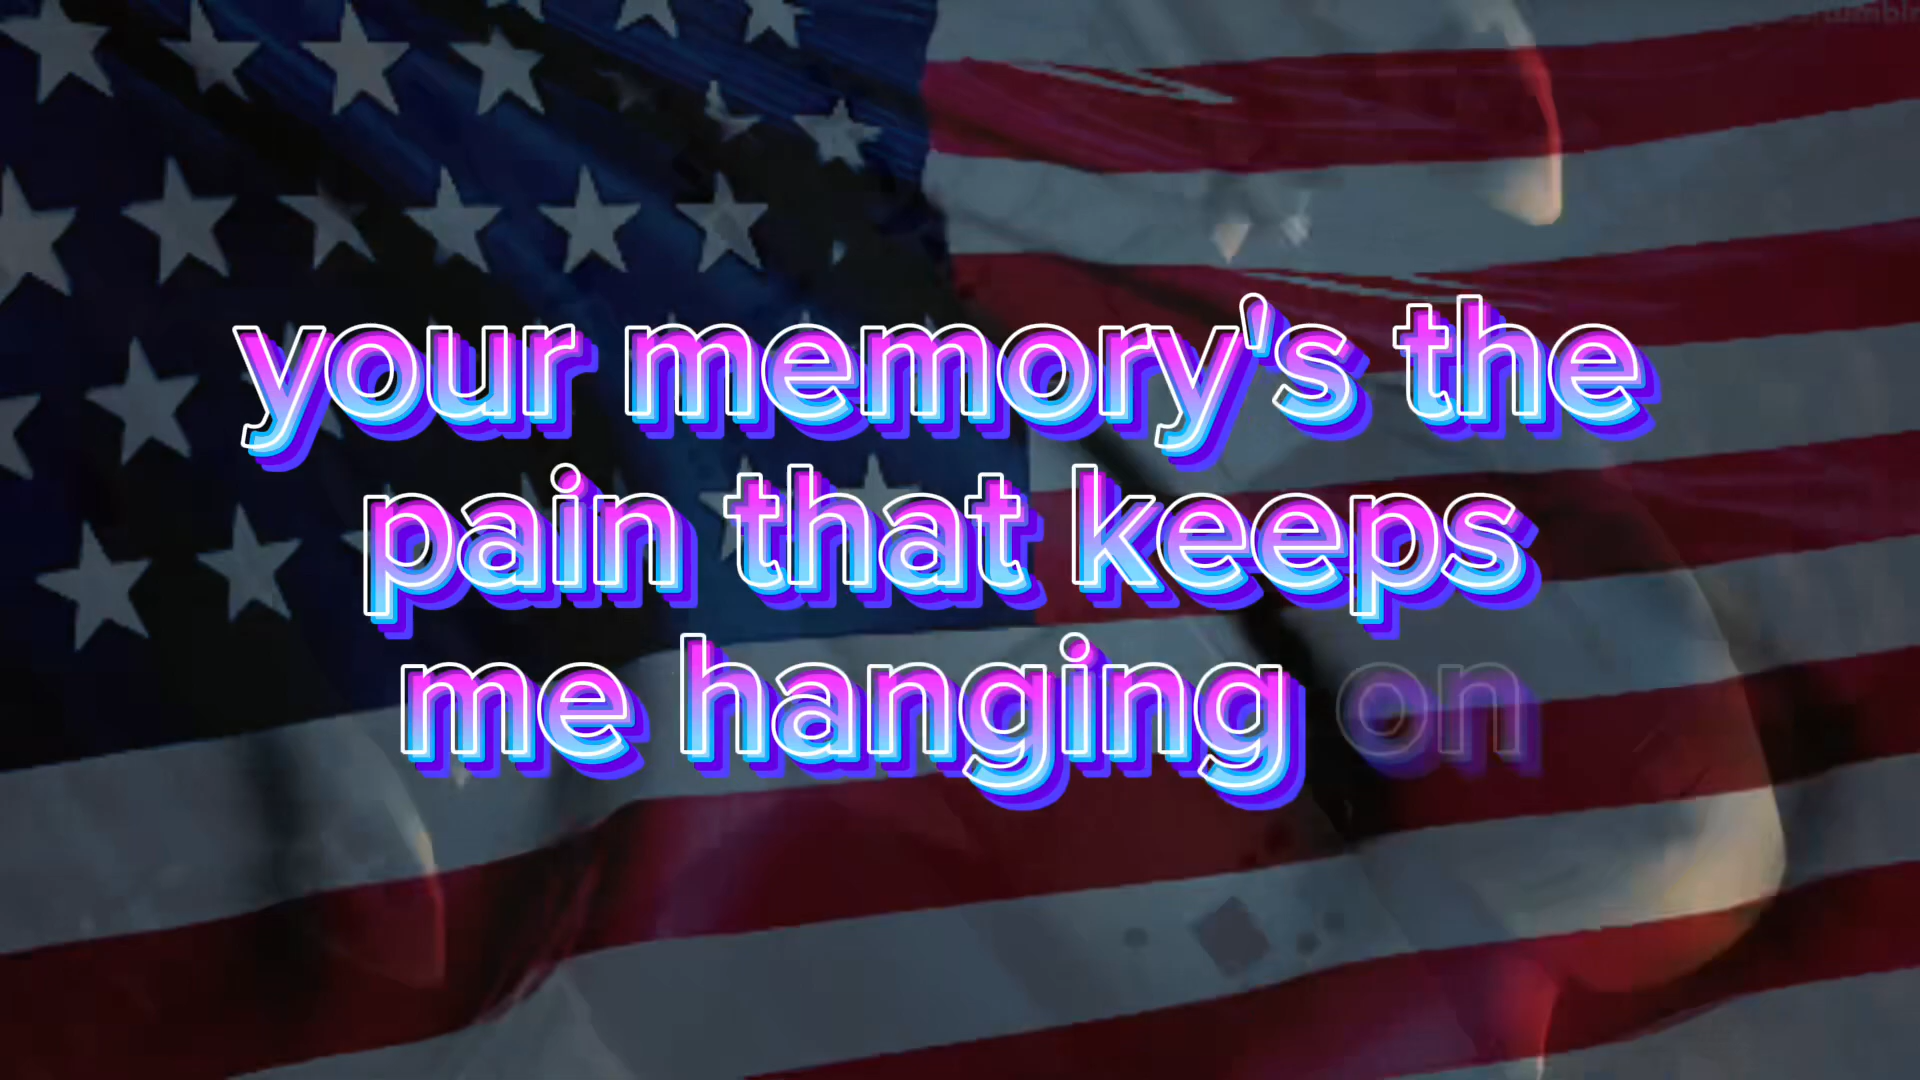 your memory's the
pain that keeps
me hanging on